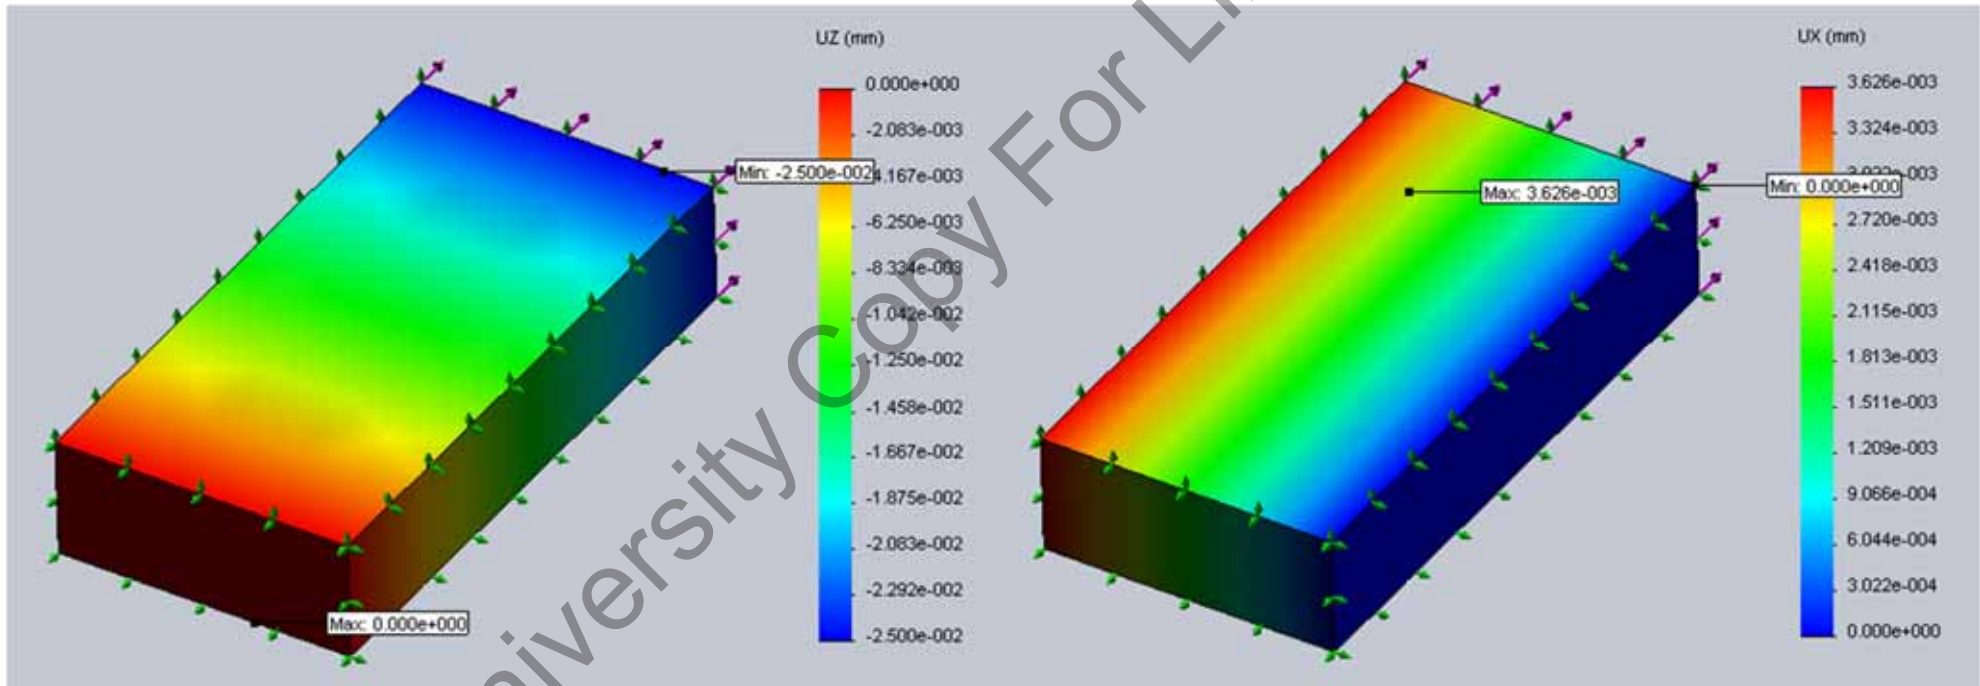 UZ (mm)
0.000e+000
-2.083e-003
4.167e-003
-6.250e-003
-8.334e-003
-1.042e-002
-1.250e-002
-1.458e-002
-1.667e-002
-1.875e-002
-2.083e-002
-2.292e-002
-2.500e-002
Min: -2.500e-002
Max: 0.000e+000
UX (mm)
3.626e-003
3.324e-003
-003
2.720e-003
2.418e-003
2.115e-003
1.813e-003
1.511e-003
1.209e-003
9.066e-004
6.044e-004
3.022e-004
0.000e+000
Max: 3.626e-003
Min: 0.000e+000
niversity Copy For Li